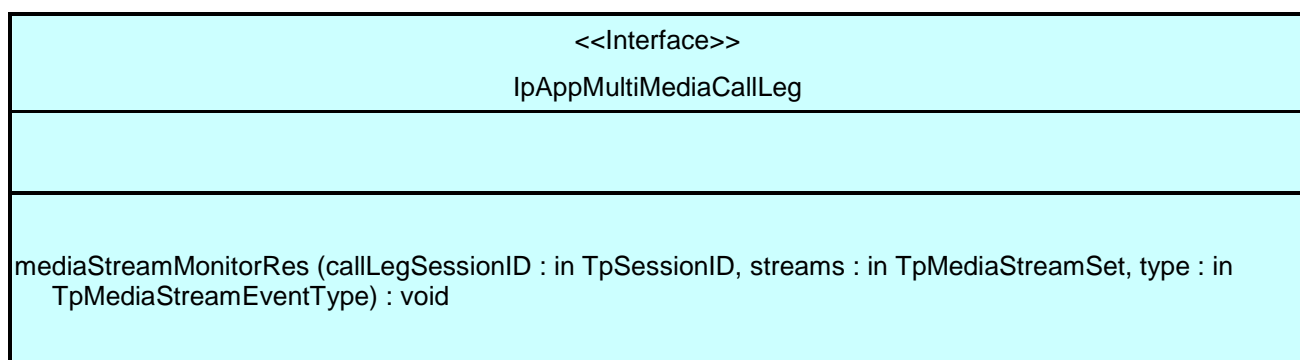 <<Interface>>
IpAppMultiMediaCallLeg
mediaStreamMonitorRes (callLegSessionID : in TpSessionID, streams : in TpMediaStreamSet, type : in
TpMediaStreamEventType) : void